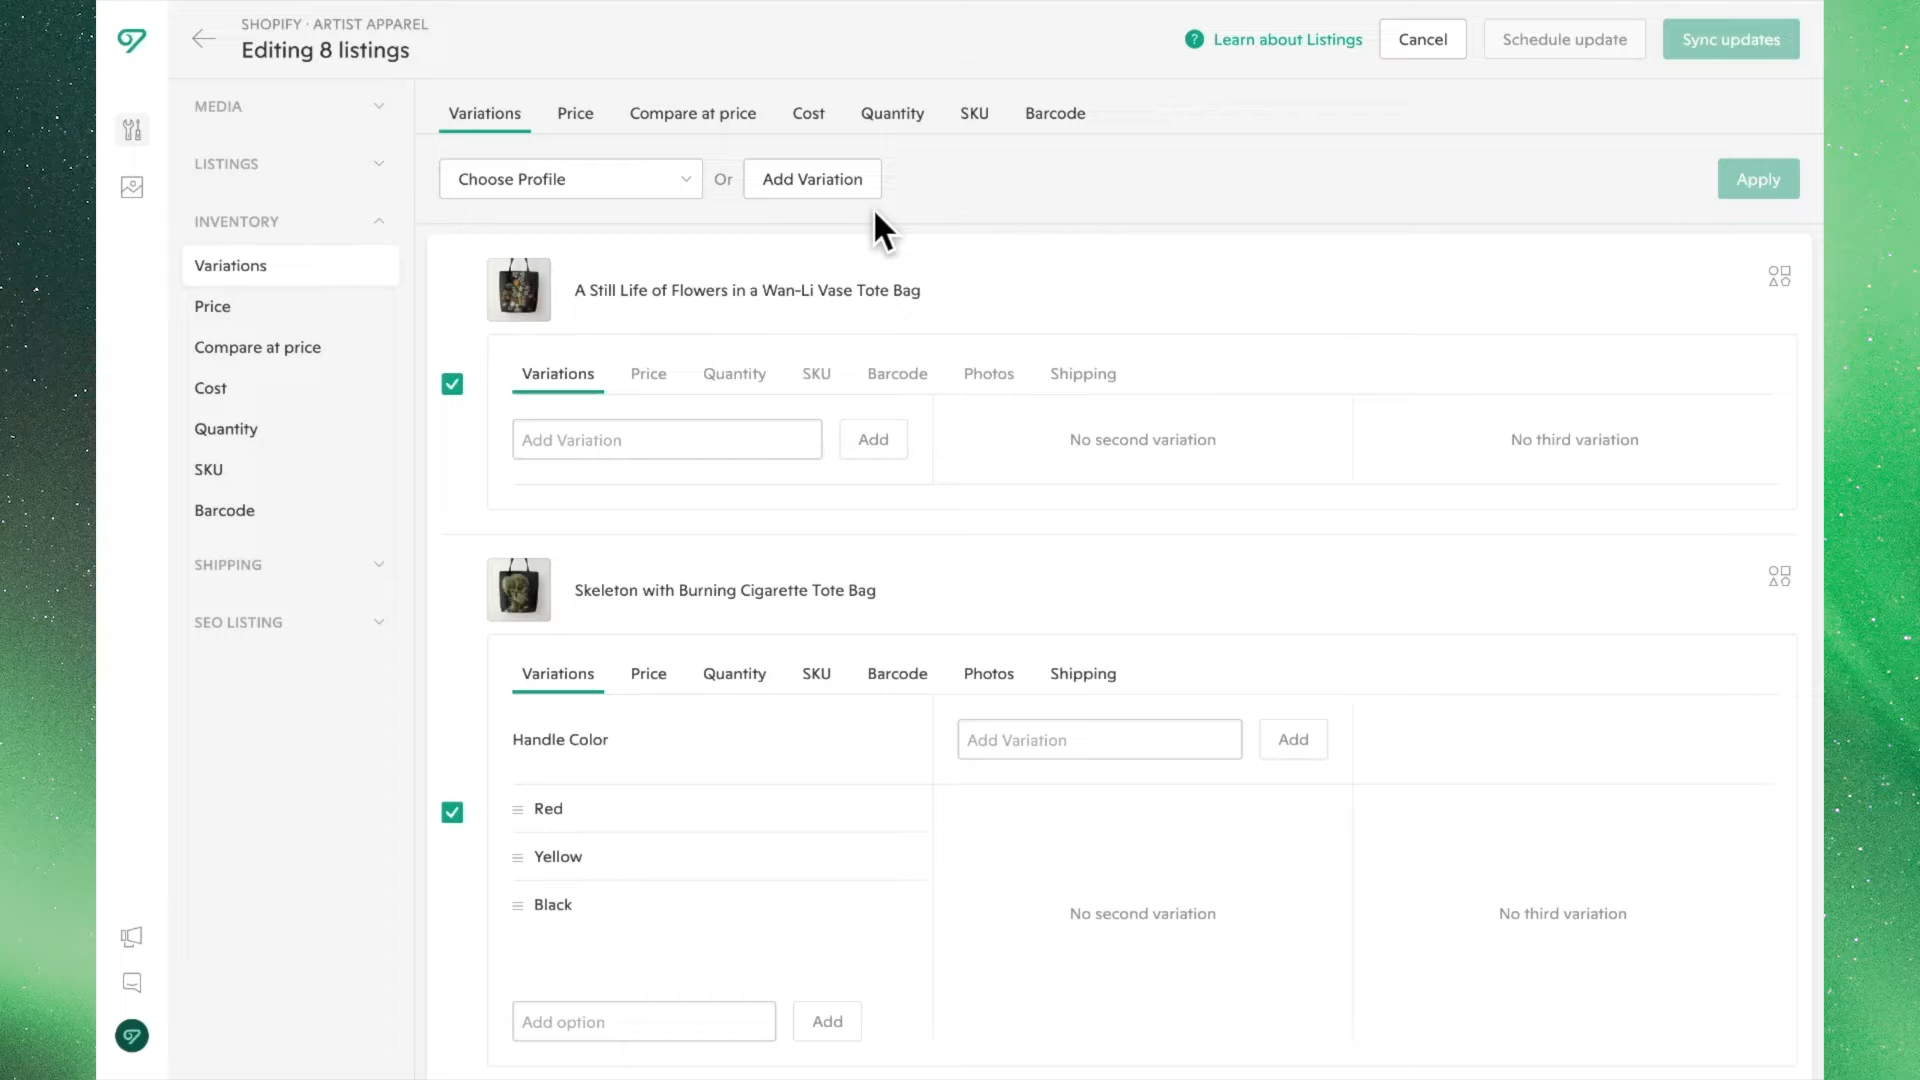 SHOPIFY · ARTIST APPAREL
Editing 8 listings
? Learn about Listings
Cancel
Schedule update
Sync updates
MEDIA
LISTINGS
INVENTORY
Variations
Price
Compare at price
Cost
Quantity
SKU
Barcode
SHIPPING
SEO LISTING
Variations Price Compare at price Cost Quantity SKU Barcode
Choose Profile Or Add Variation Apply
A Still Life of Flowers in a Wan-Li Vase Tote Bag
Variations Price Quantity SKU Barcode Photos Shipping
Add Variation Add No second variation No third variation
Skeleton with Burning Cigarette Tote Bag
Variations Price Quantity SKU Barcode Photos Shipping
Handle Color Add Variation Add
Red
Yellow
Black
No second variation No third variation
Add option Add